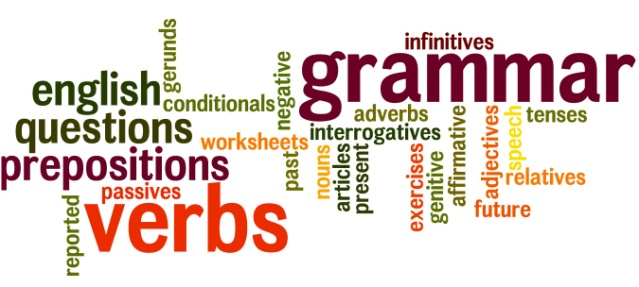 gerunds
infinitives
grammar
english
conditionals
negative
adverbs
tenses
questions
worksheets
interrogatives
affirmative
adjectives
speech
prepositions
past
nouns
articles
present
exercises
genitive
relatives
passives
verbs
reported
future